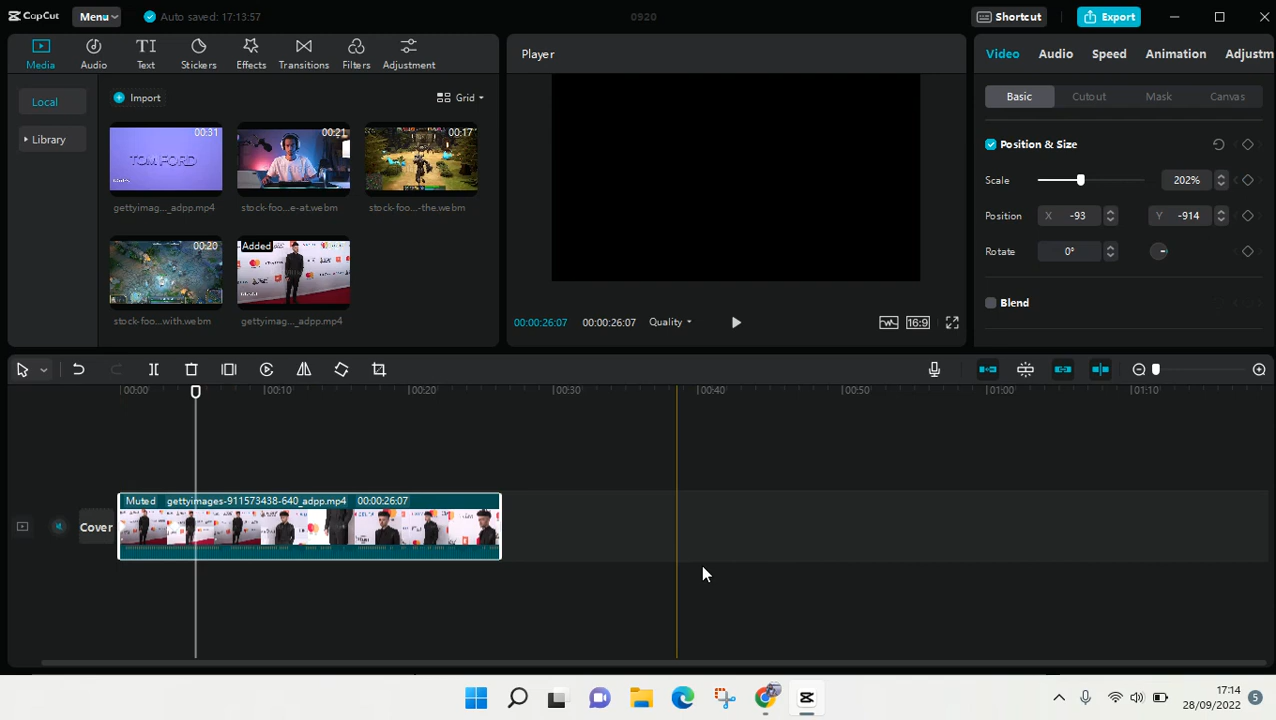 CapCut
Menu
Auto saved: 17:13:57
0920
Shortcut
Export
Media
Audio
Text
Stickers
Effects
Transitions
Filters
Adjustment
Player
Video
Audio
Speed
Animation
Adjustm
Local
Import
Grid
Basic
Cutout
Mask
Canvas
Library
00:31
TOM FORD
00:21
00:17
gettyimag..._adpp.mp4
stock-foo...e-at.webm
stock-foo...-the.webm
Position & Size
Scale
202%
Position
X
-93
Y
-914
Rotate
0°
00:20
Added
stock-foo...with.webm
gettyimag..._adpp.mp4
Blend
00:00:26:07
00:00:26:07
Quality
16:9
00:00
00:10
00:20
00:30
00:40
00:50
01:00
01:10
Cover
Muted
gettyimages-911573438-640_adpp.mp4
00:00:26:07
17:14
28/09/2022
5